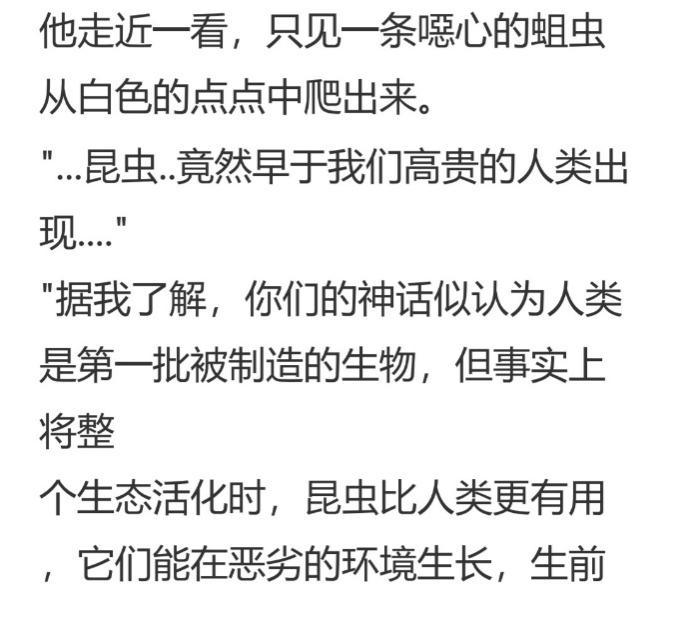 他走近一看，只见一条噁心的蛆虫
从白色的点点中爬出来。
"...昆虫..竟然早于我们高贵的人类出
现...."
"据我了解，你们的神话似认为人类
是第一批被制造的生物，但事实上
将整
个生态活化时，昆虫比人类更有用
，它们能在恶劣的环境生长，生前